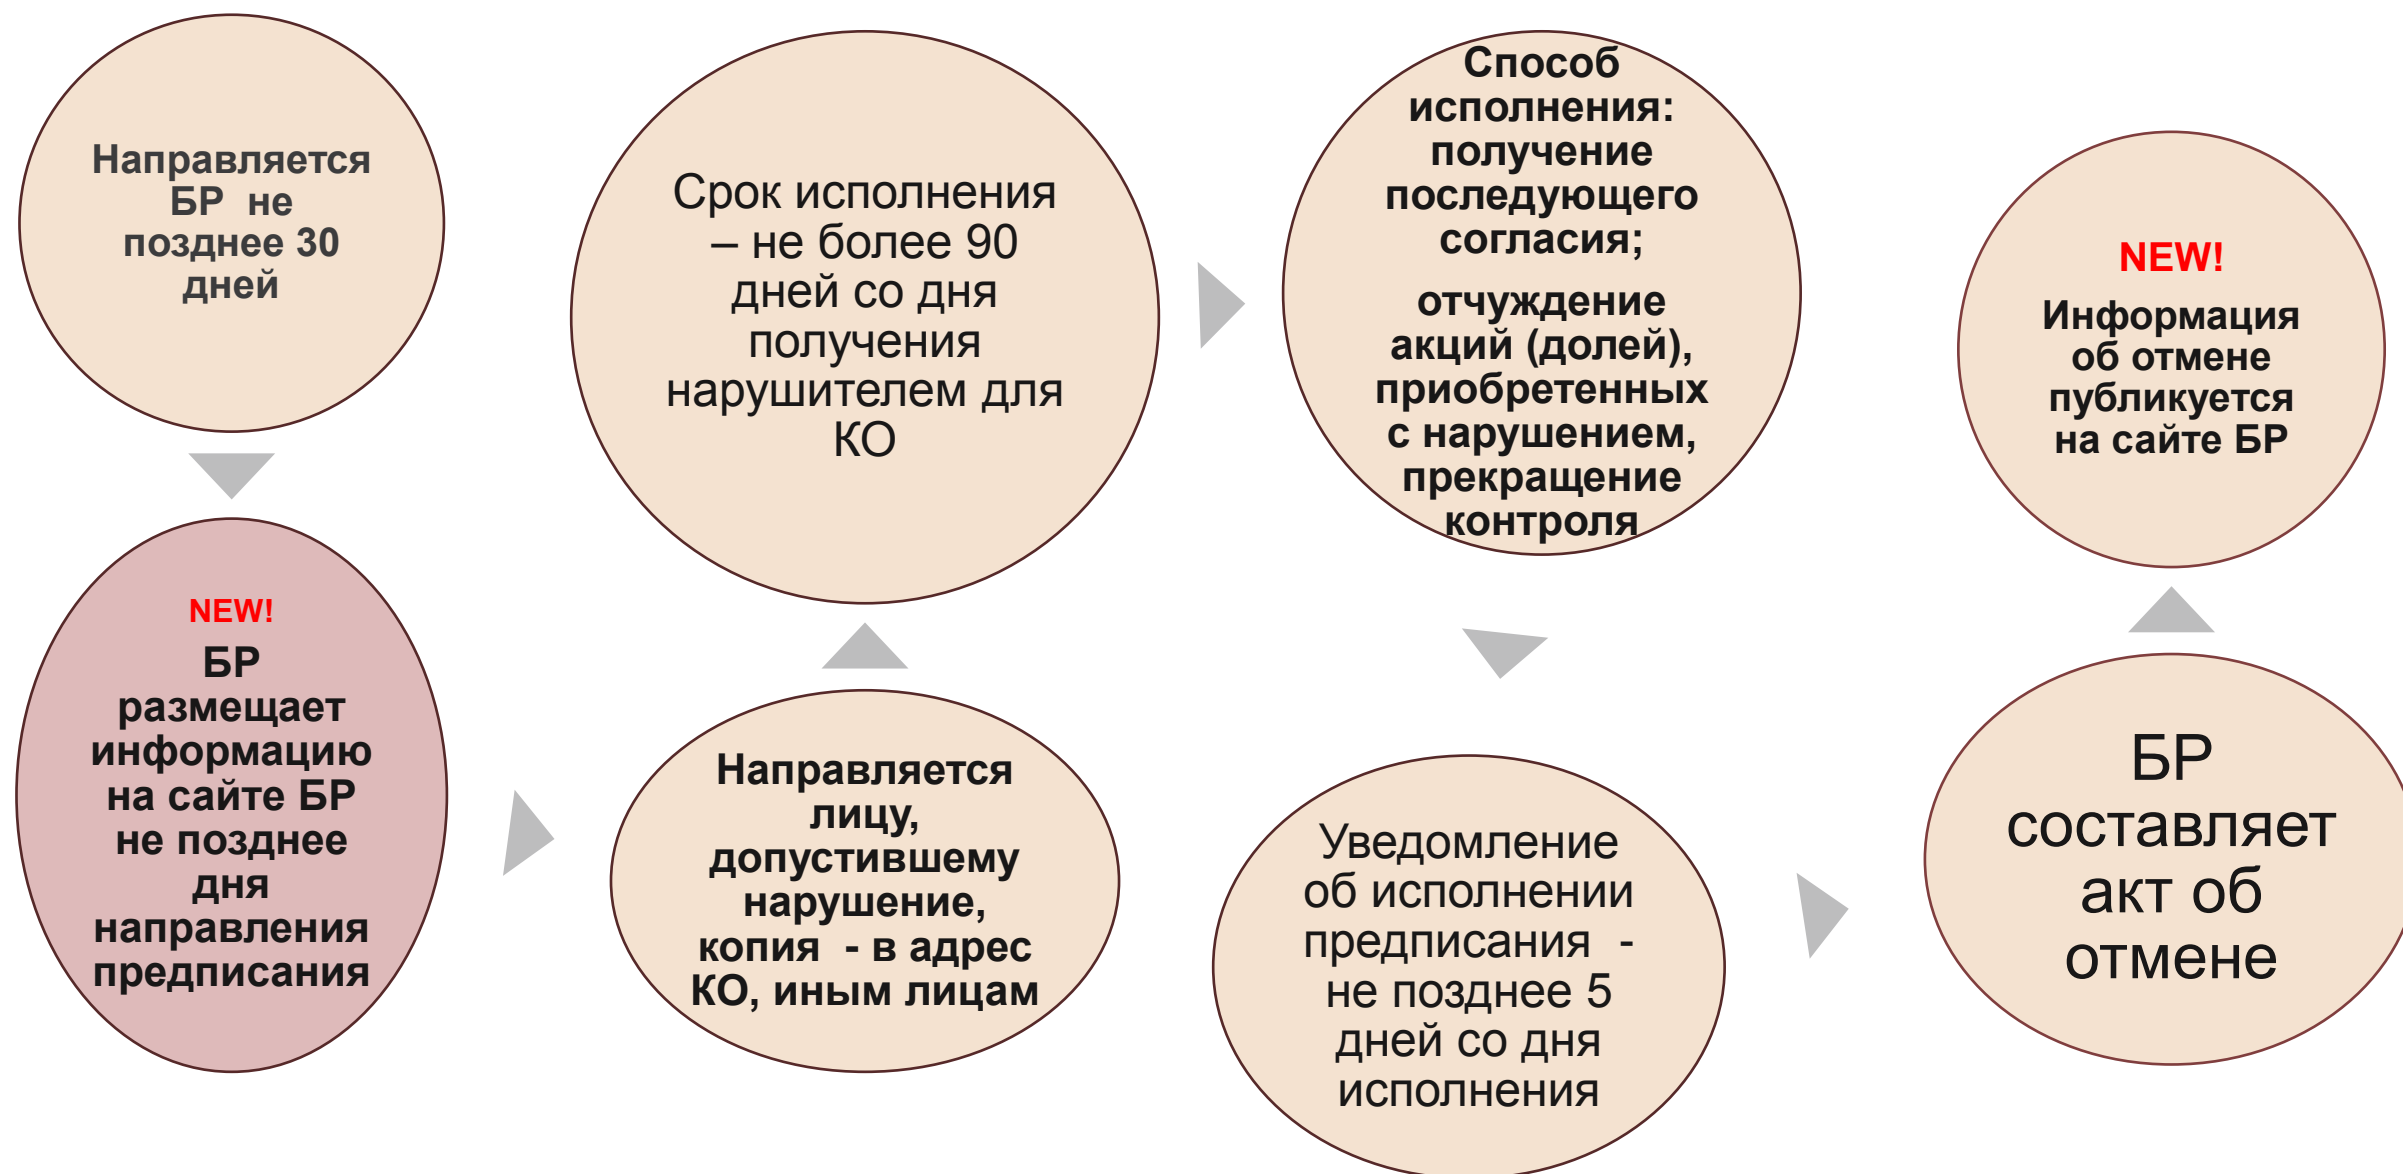 Направляется
БР  не
позднее 30
дней
NEW!
БР
размещает
информацию
на сайте БР
не позднее
дня
направления
предписания
Направляется
лицу,
допустившему
нарушение,
копия  - в адрес
КО, иным лицам
Срок исполнения
– не более 90
дней со дня
получения
нарушителем для
КО
Способ
исполнения:
получение
последующего
согласия;
отчуждение
акций (долей),
приобретенных
с нарушением,
прекращение
контроля
Уведомление
об исполнении
предписания  -
не позднее 5
дней со дня
исполнения
БР
составляет
акт об
отмене
NEW!
Информация
об отмене
публикуется
на сайте БР